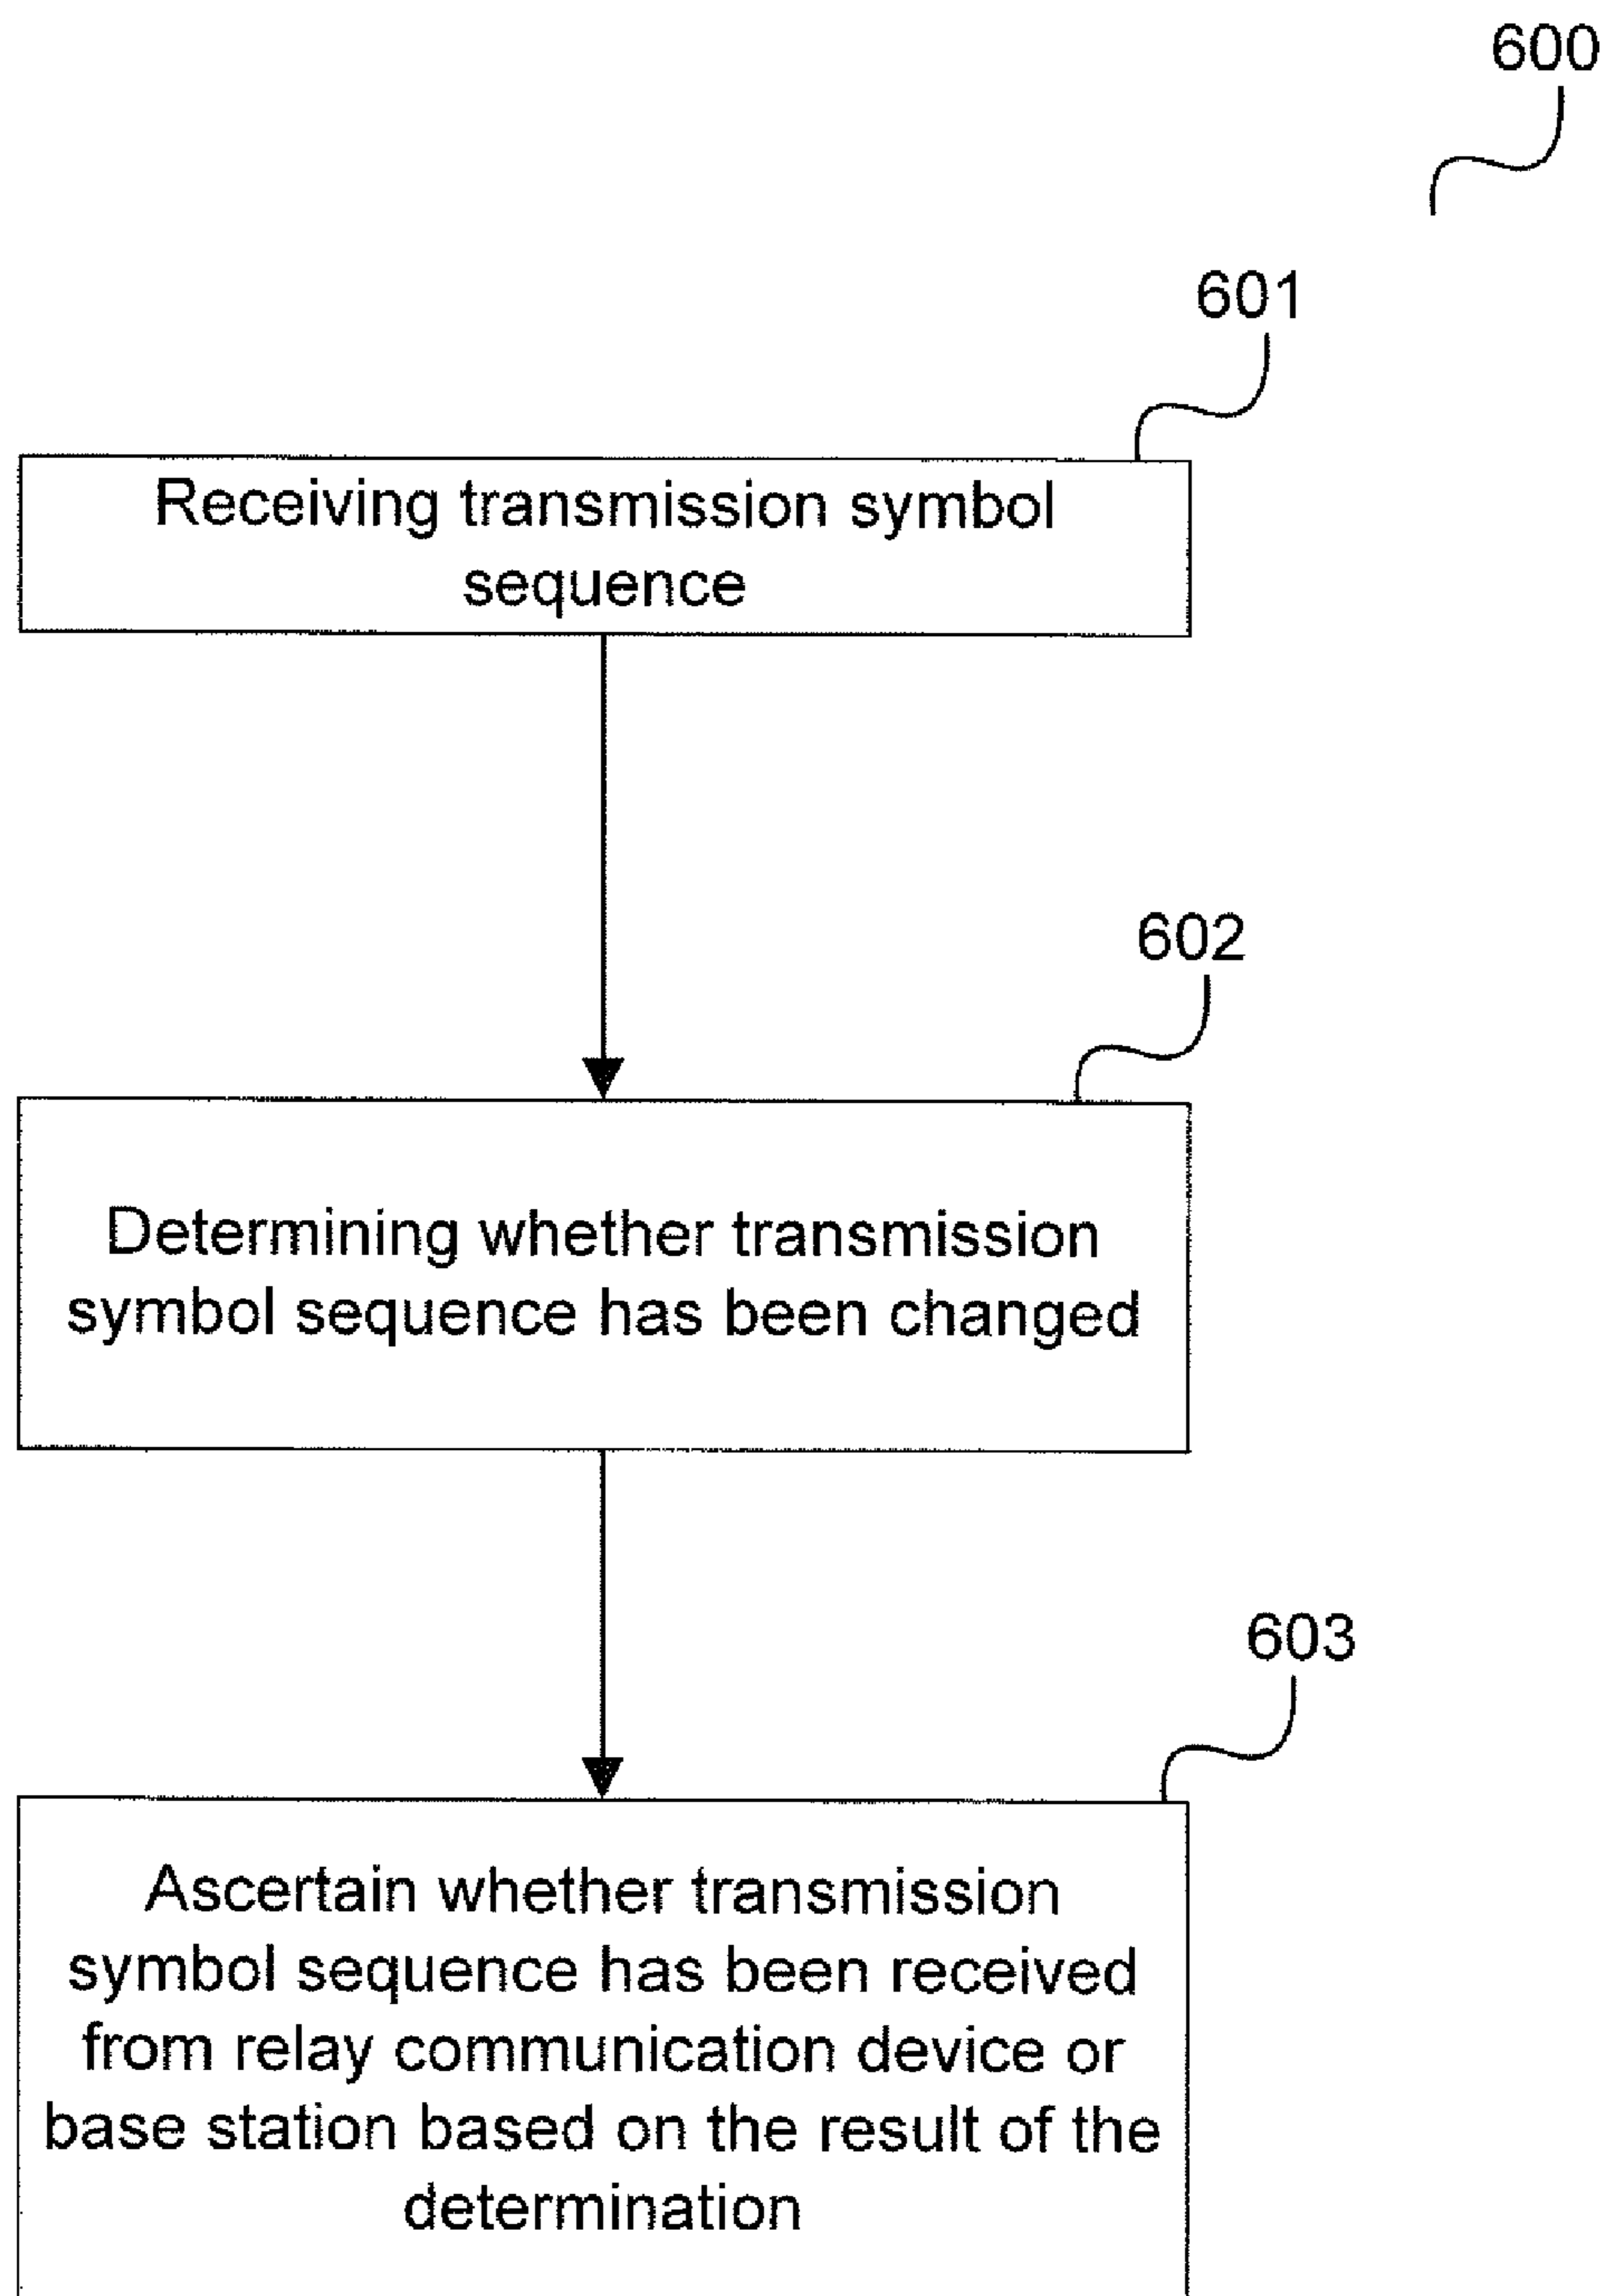 600
601
Receiving transmission symbol
sequence
602
Determining whether transmission
symbol sequence has been changed
603
Ascertain whether transmission
symbol sequence has been received
from relay communication device or
base station based on the result of the
determination